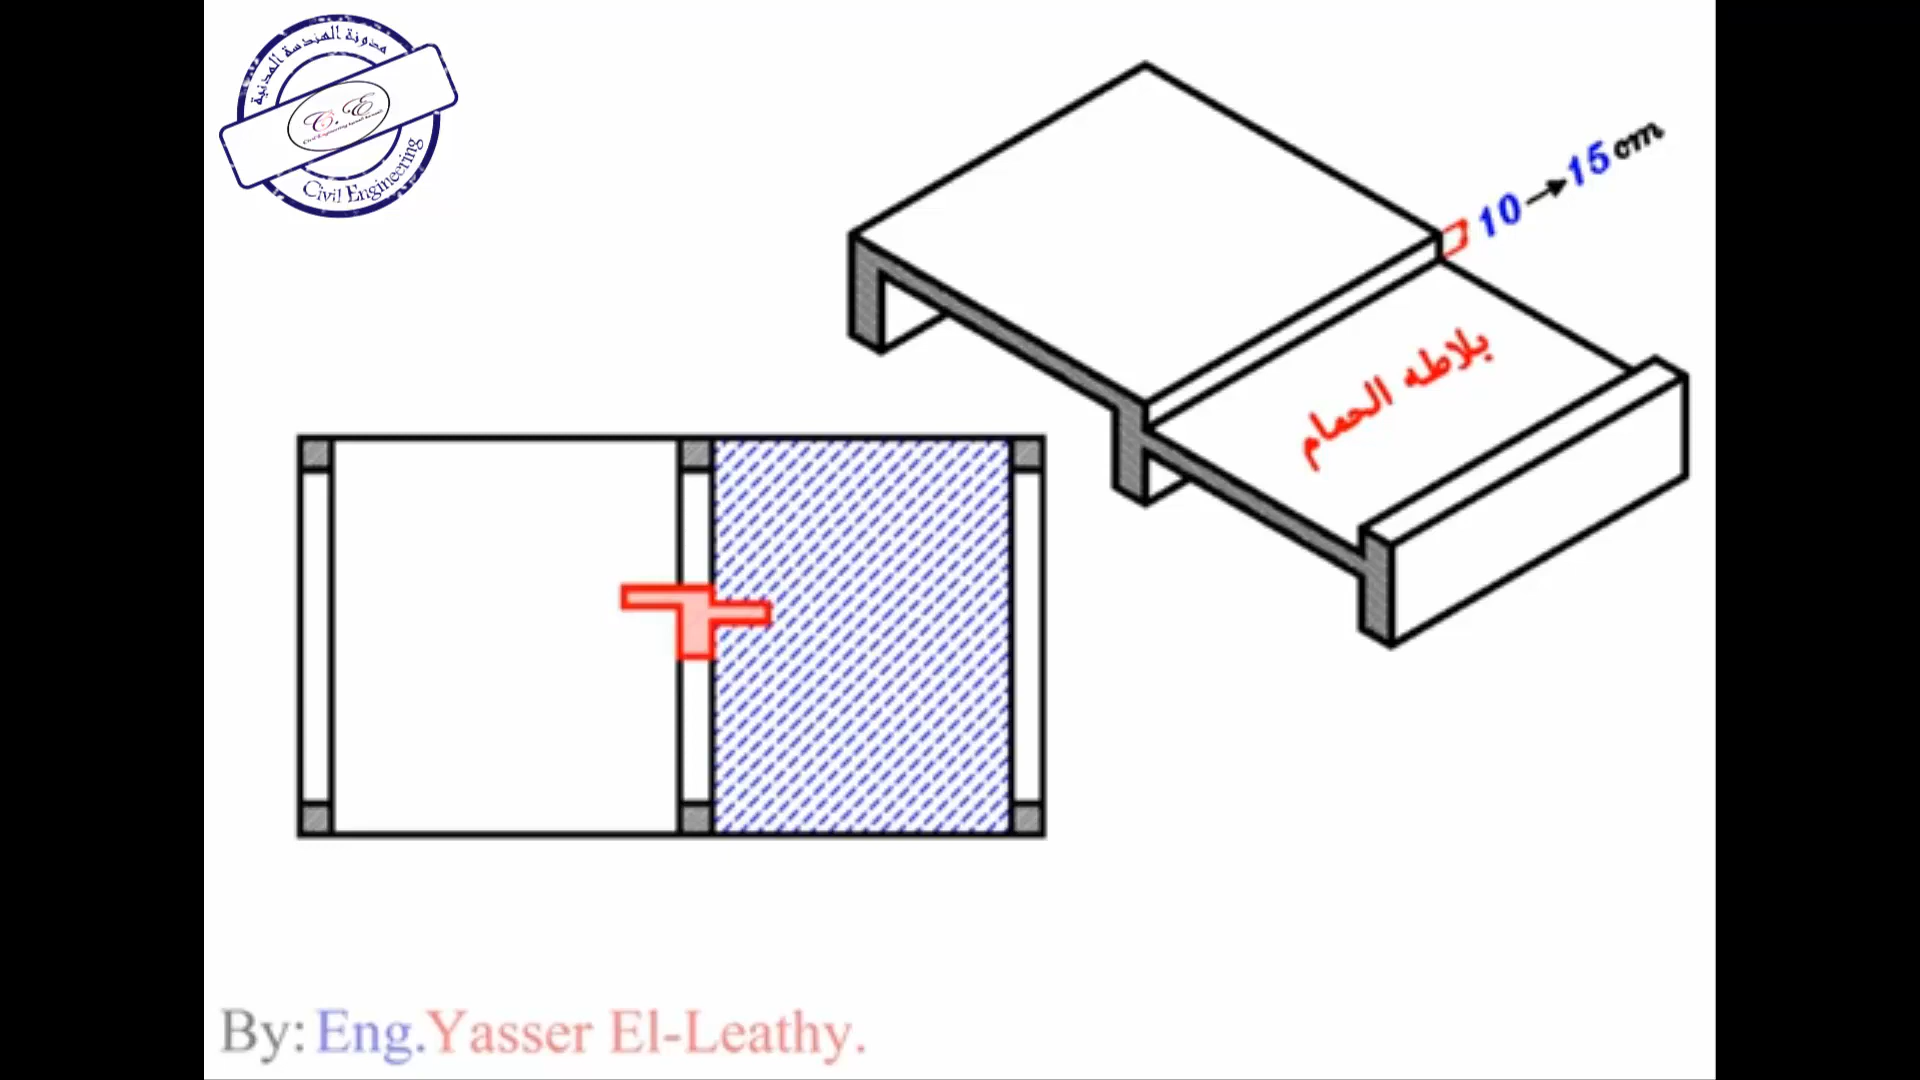 مدونة الهندسة المدنية
C.E
Civil Engineering
10→15 cm
بلاطه الحمام
By: Eng.Yasser El-Leathy.